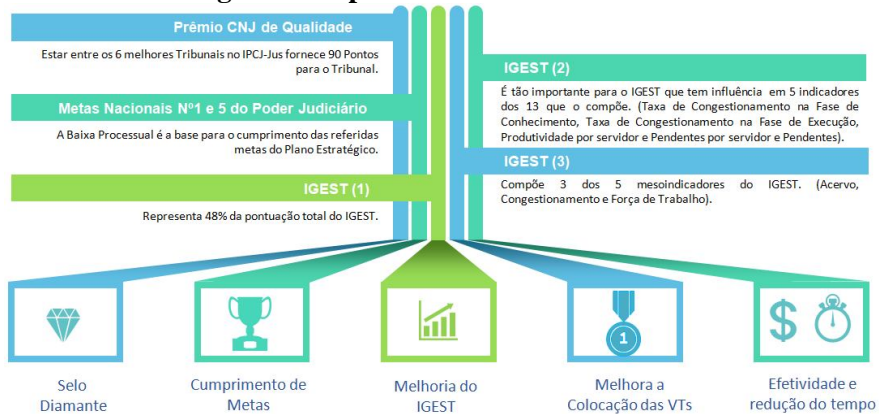 Prêmio CNJ de Qualidade
Estar entre os 6 melhores Tribunais no IPCJ-Jus fornece 90 Pontos
para o Tribunal.
Metas Nacionais Nº1 e 5 do Poder Judiciário
A Baixa Processual é a base para o cumprimento das referidas
metas do Plano Estratégico.
IGEST (1)
Representa 48% da pontuação total do IGEST.
IGEST (2)
É tão importante para o IGEST que tem influência em 5 indicadores
dos 13 que o compõe. (Taxa de Congestionamento na Fase de
Conhecimento, Taxa de Congestionamento na Fase de Execução,
Produtividade por servidor e Pendentes por servidor e Pendentes).
IGEST (3)
Compõe 3 dos 5 mesoindicadores do IGEST. (Acervo,
Congestionamento e Força de Trabalho).
1
$
Selo
Diamante
Cumprimento de
Metas
Melhoria do
IGEST
Melhora a
Colocação das VTs
Efetividade e
redução do tempo